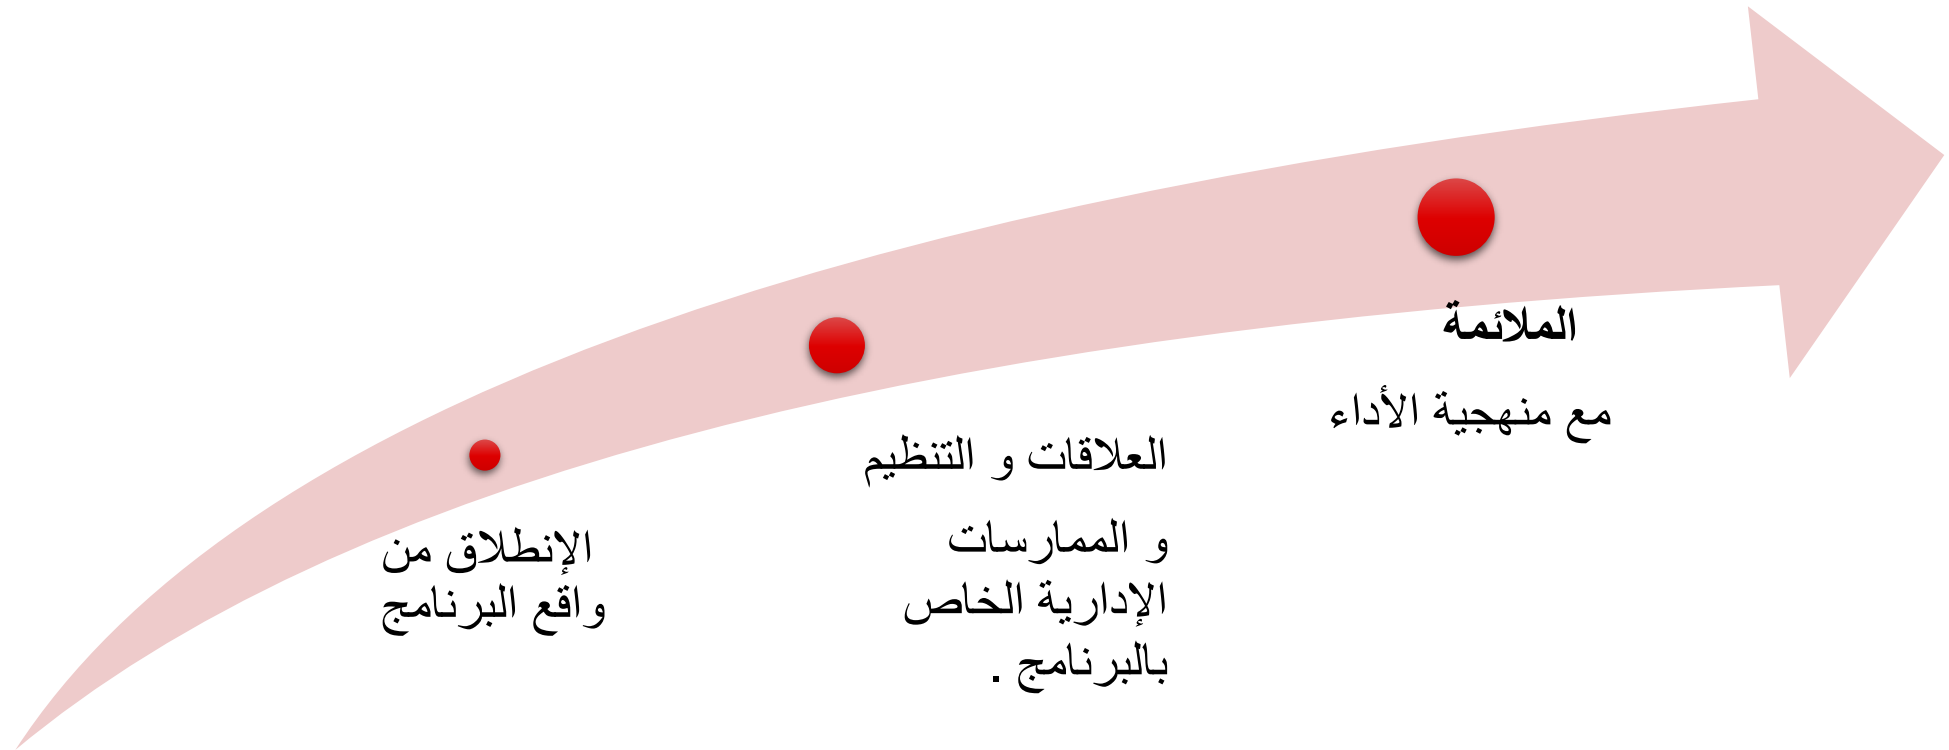 الإنطلاق من
واقع البرنامج
العلاقات و التنظيم
و الممارسات
الإدارية الخاص
بالبرنامج .
الملائمة
مع منهجية الأداء